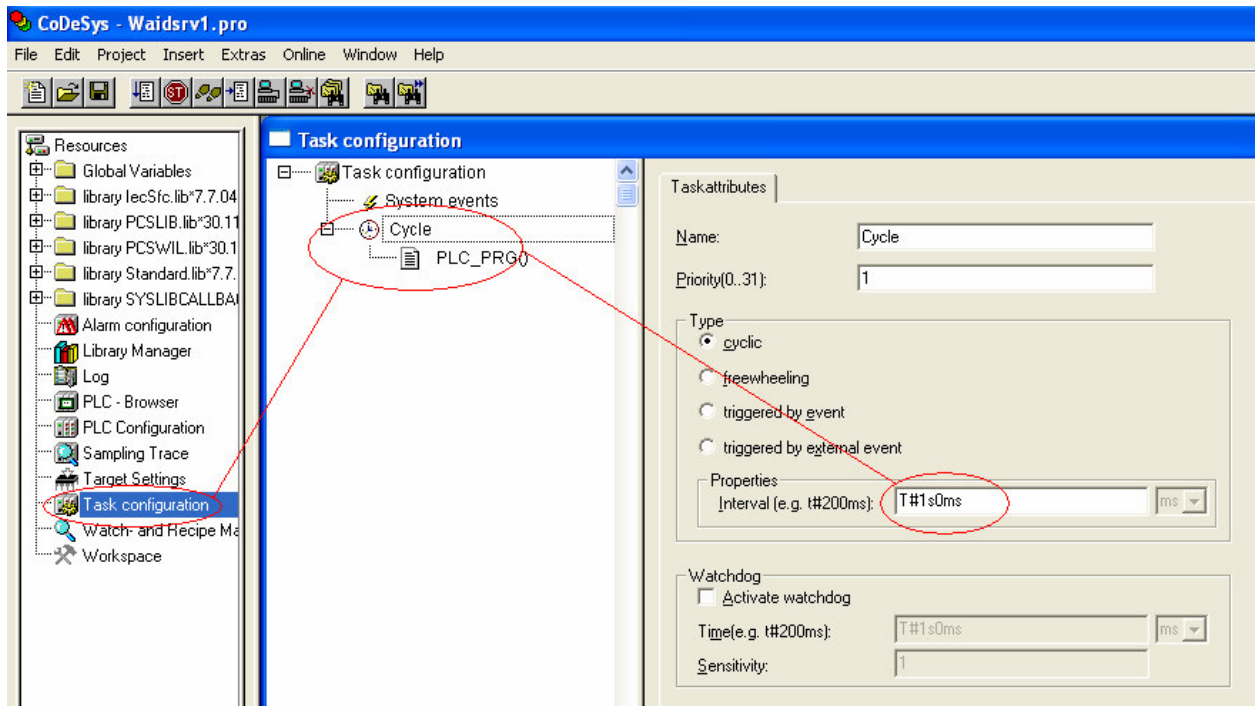 CoDeSys - Waidsrv1.pro
File Edit Project Insert Extras Online Window Help
Resources
Global Variables
library IecSfc.lib*7.7.04
library PCSLIB.lib*30.11
library PCSWIL.lib*30.1
library Standard.lib*7.7.
library SYSLIBCALLBA
Alarm configuration
Library Manager
Log
PLC - Browser
PLC Configuration
Sampling Trace
Target Settings
Task configuration
Watch- and Recipe Ma
Workspace
Task configuration
Task configuration
System events
Cycle
PLC_PRG()
Taskattributes
Name: Cycle
Priority(0..31): 1
Type
cyclic
freewheeling
triggered by event
triggered by external event
Properties
Interval (e.g. t#200ms): T#1s0ms ms
Watchdog
Activate watchdog
Time(e.g. t#200ms): T#1s0ms ms
Sensitivity: 1